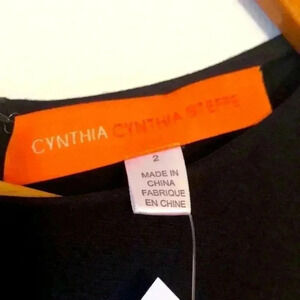 CYNTHIA CYNTHIA STEFFE
2
MADE IN
CHINA
FABRIQUE
EN CHINE